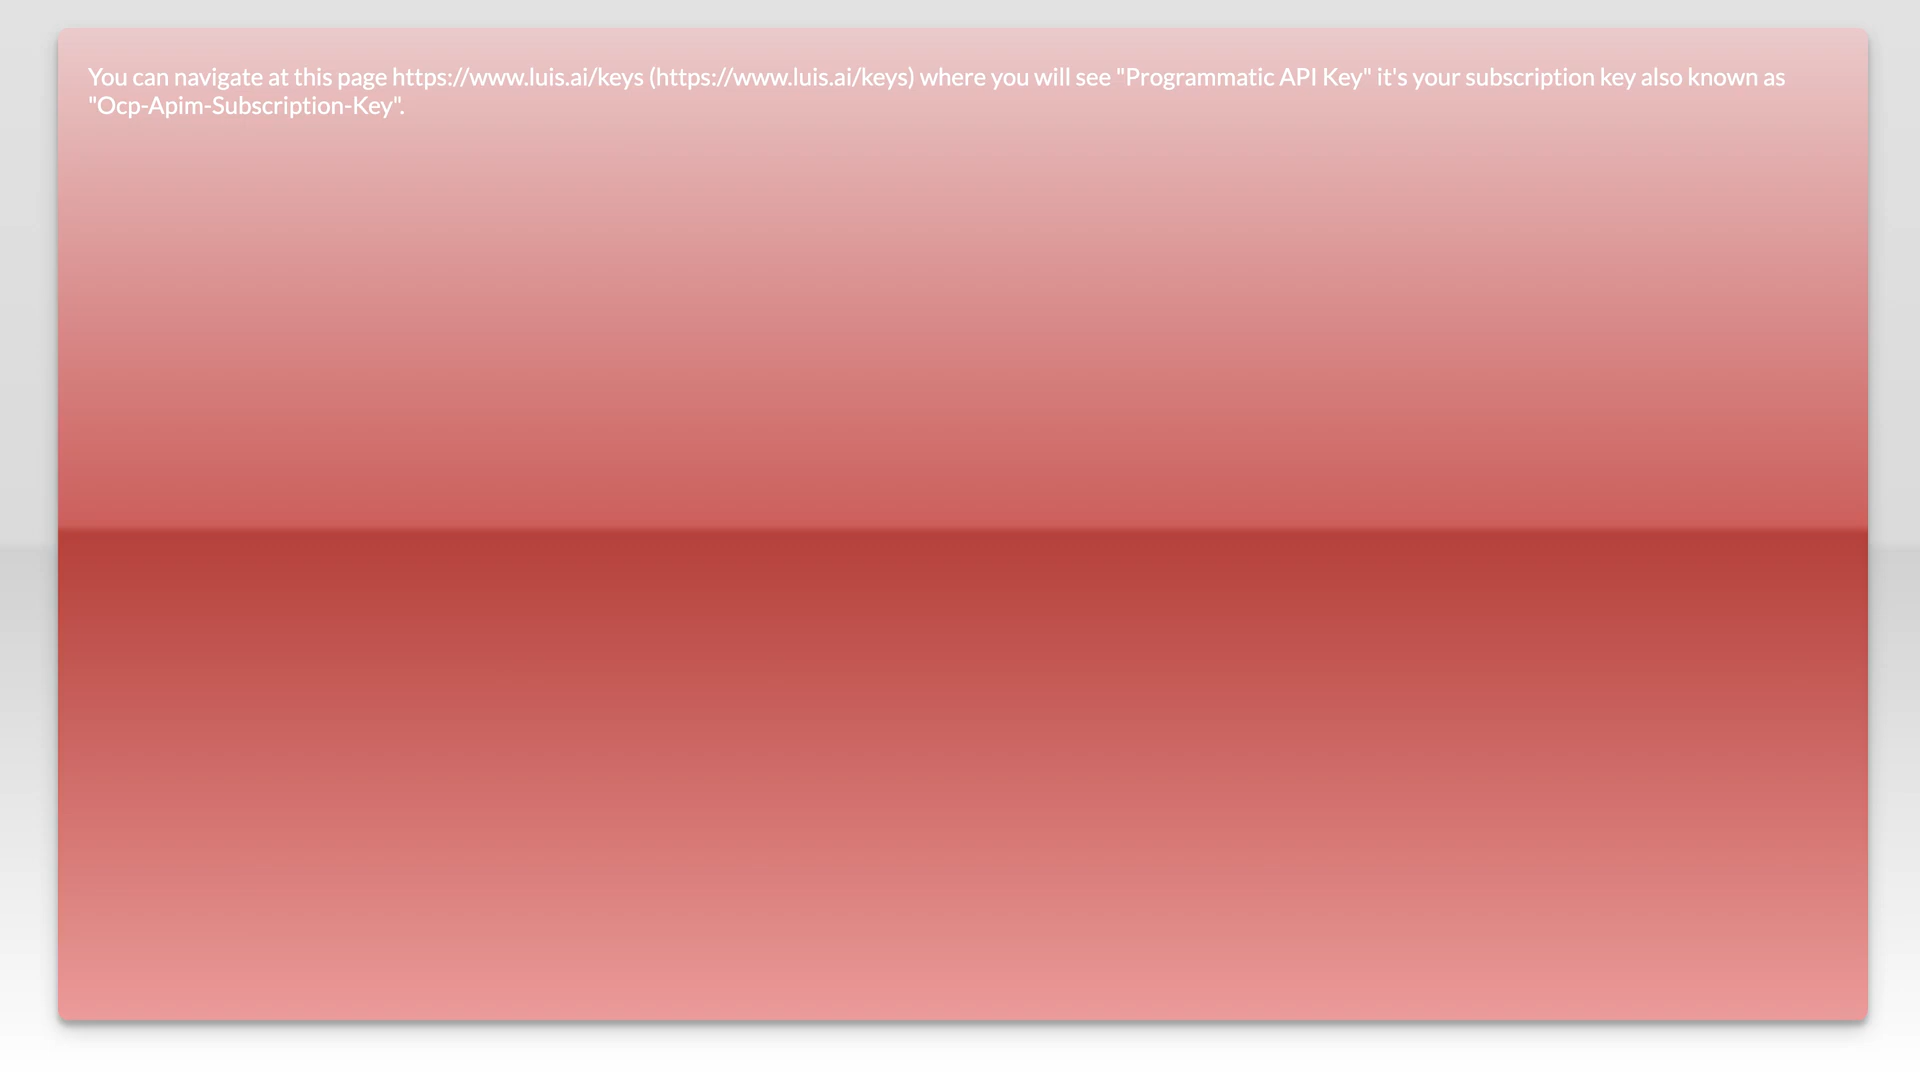 You can navigate at this page https://www.luis.ai/keys (https://www.luis.ai/keys) where you will see "Programmatic API Key" it's your subscription key also known as
"Ocp-Apim-Subscription-Key".